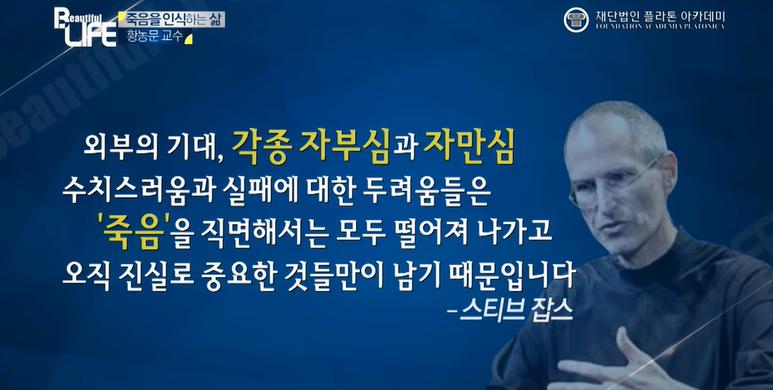 Beautiful LIFE
죽음을 인식하는 삶
황농문 교수
재단법인 플라톤 아카데미
FOUNDATION ACADEMIA PLATONICA
외부의 기대, 각종 자부심과 자만심
수치스러움과 실패에 대한 두려움들은
'죽음'을 직면해서는 모두 떨어져 나가고
오직 진실로 중요한 것들만이 남기 때문입니다
- 스티브 잡스
Beautiful